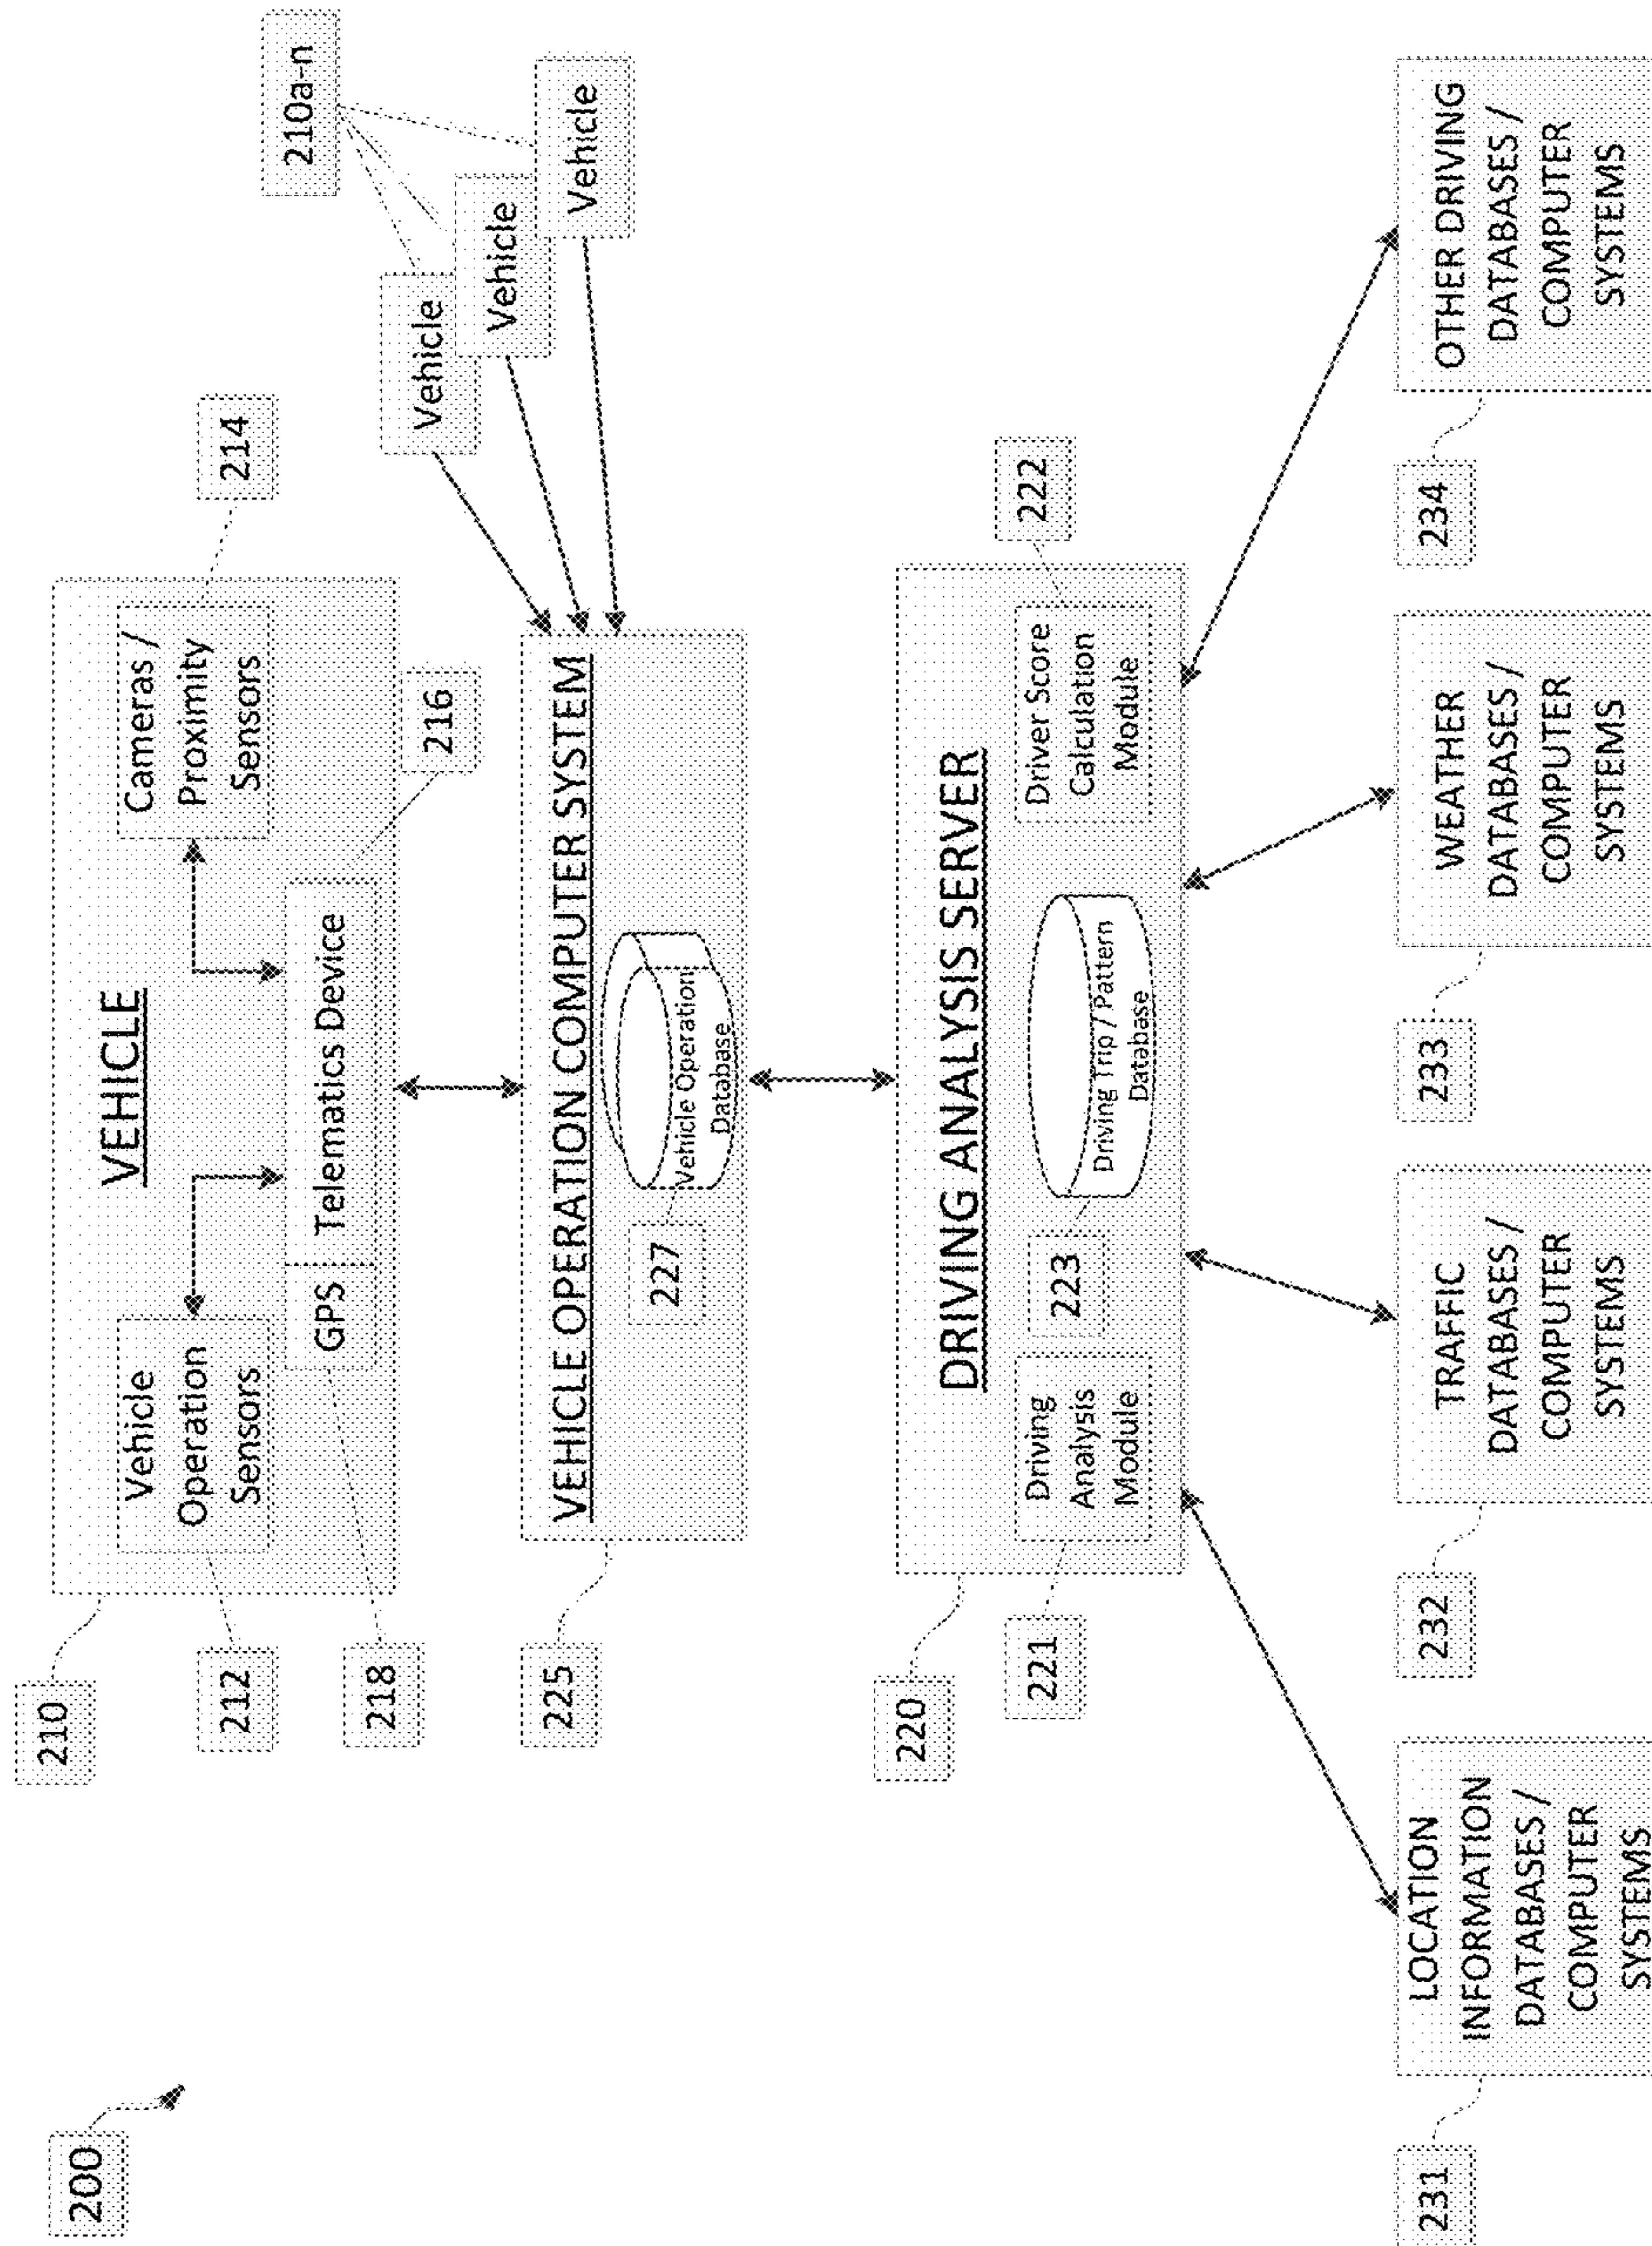 200
210
VEHICLE
Vehicle
Operation
Sensors
212
Cameras /
Proximity
Sensors
214
GPS
Telematics Device
218
216
210a-n
Vehicle
Vehicle
Vehicle
225
VEHICLE OPERATION COMPUTER SYSTEM
227
Vehicle Operation
Database
220
DRIVING ANALYSIS SERVER
221
Driving
Analysis
Module
223
Driving Trip / Pattern
Database
Driver Score
Calculation
Module
222
231
LOCATION
INFORMATION
DATABASES /
COMPUTER
SYSTEMS
232
TRAFFIC
DATABASES /
COMPUTER
SYSTEMS
233
WEATHER
DATABASES /
COMPUTER
SYSTEMS
234
OTHER DRIVING
DATABASES /
COMPUTER
SYSTEMS